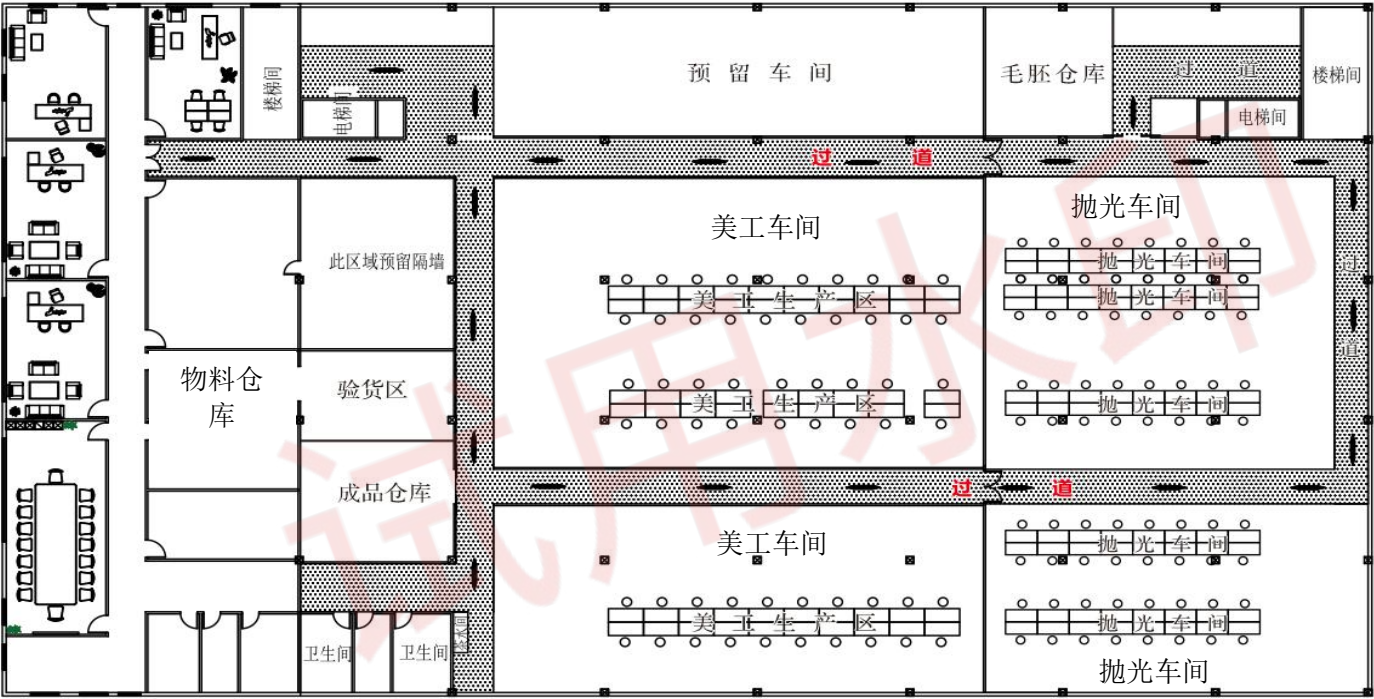 预留车间
毛胚仓库
过道
楼梯间
楼梯间
电梯间
电梯间
过道
美工车间
抛光车间
此区域预留隔墙
抛光车间
过道
美工生产区
抛光车间
物料仓
库
验货区
美工生产区
抛光车间
成品仓库
过道
美工车间
抛光车间
美工生产区
抛光车间
卫生间
卫生间
茶水间
抛光车间
试用水印